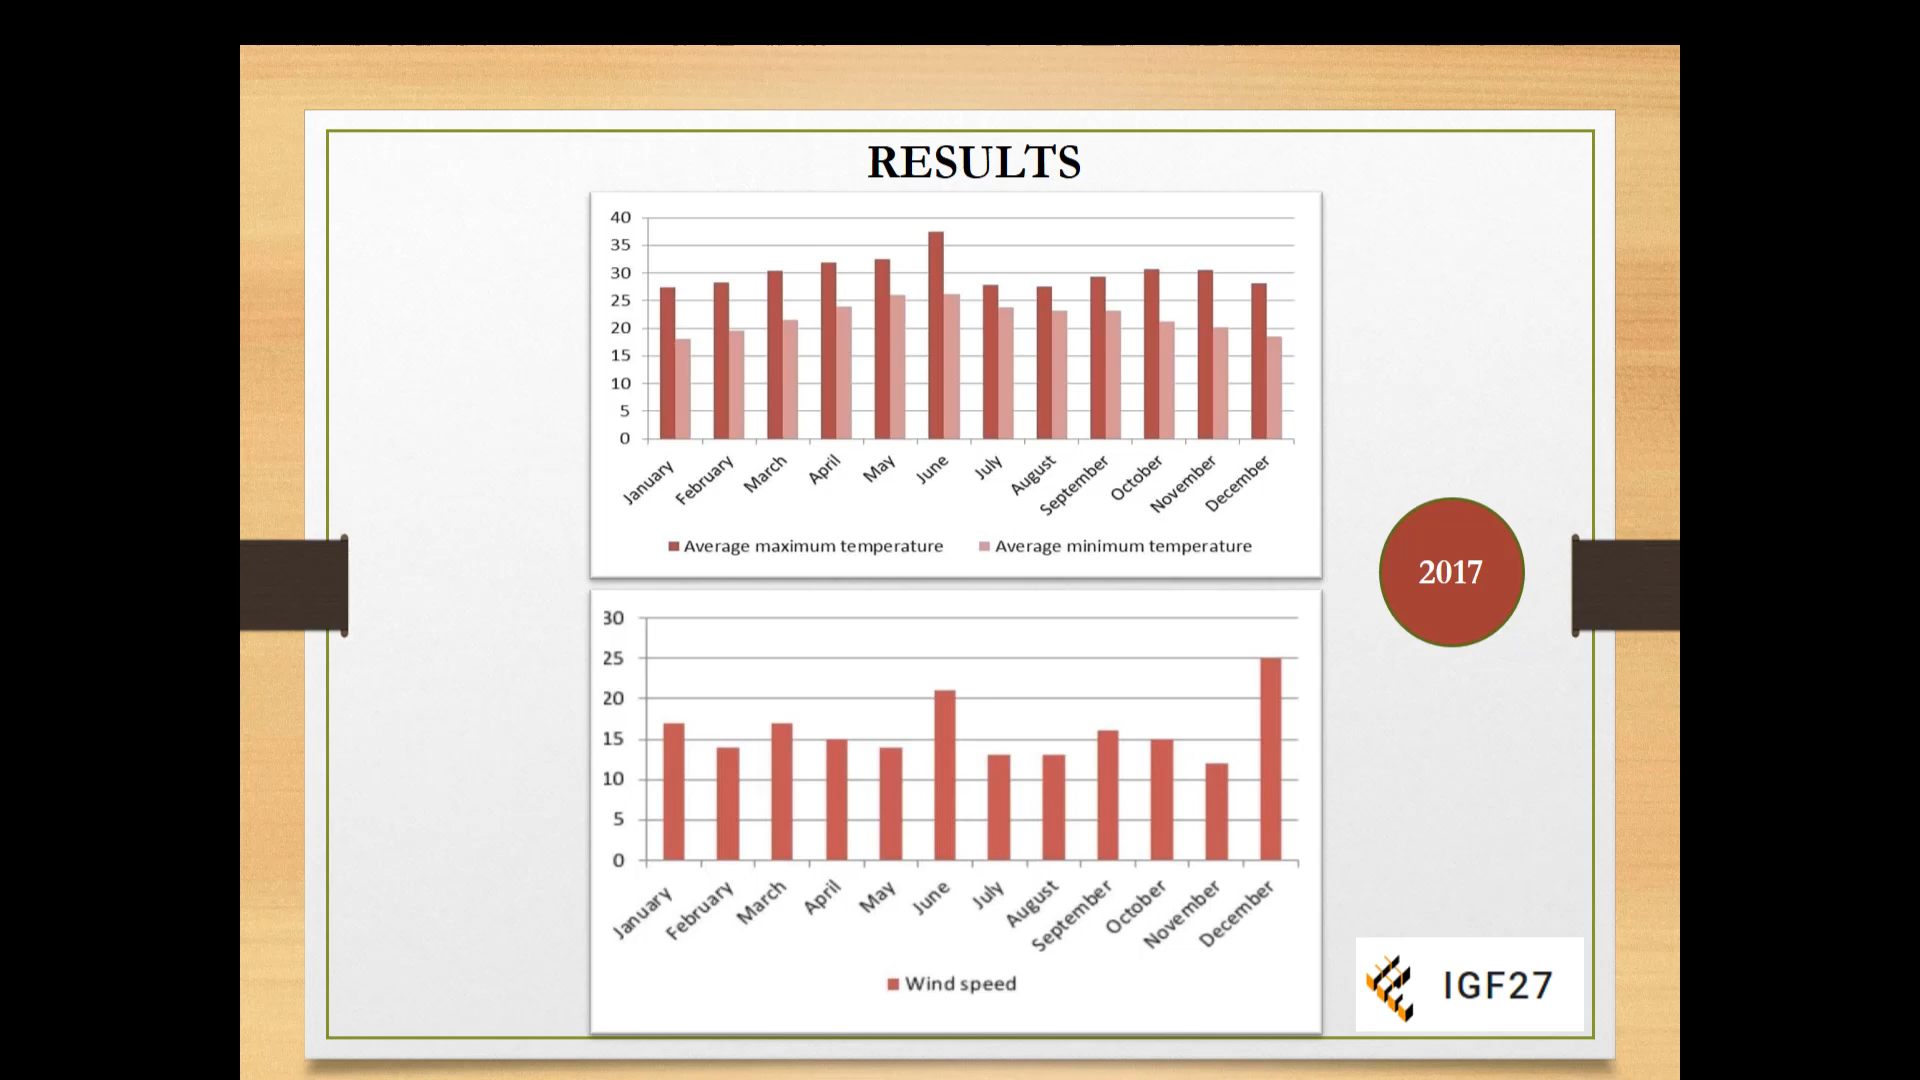 RESULTS
40
35
30
25
20
15
10
5
0
January
February
March
April
May
June
July
August
September
October
November
December
Average maximum temperature
Average minimum temperature
2017
30
25
20
15
10
5
0
January
February
March
April
May
June
July
August
September
October
November
December
Wind speed
IGF27